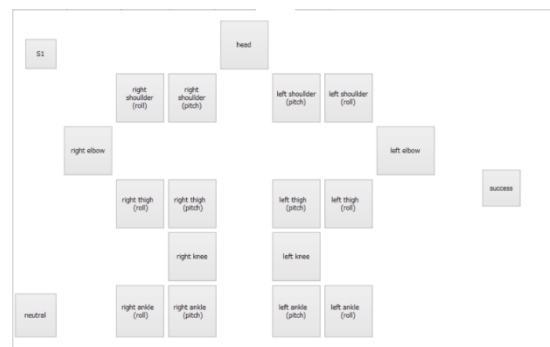 head
S1
right
shoulder
(roll)
right
shoulder
(pitch)
left shoulder
(pitch)
left shoulder
(roll)
right elbow
left elbow
right thigh
(roll)
right thigh
(pitch)
left thigh
(pitch)
left thigh
(roll)
success
right knee
left knee
neutral
right ankle
(roll)
right ankle
(pitch)
left ankle
(pitch)
left ankle
(roll)